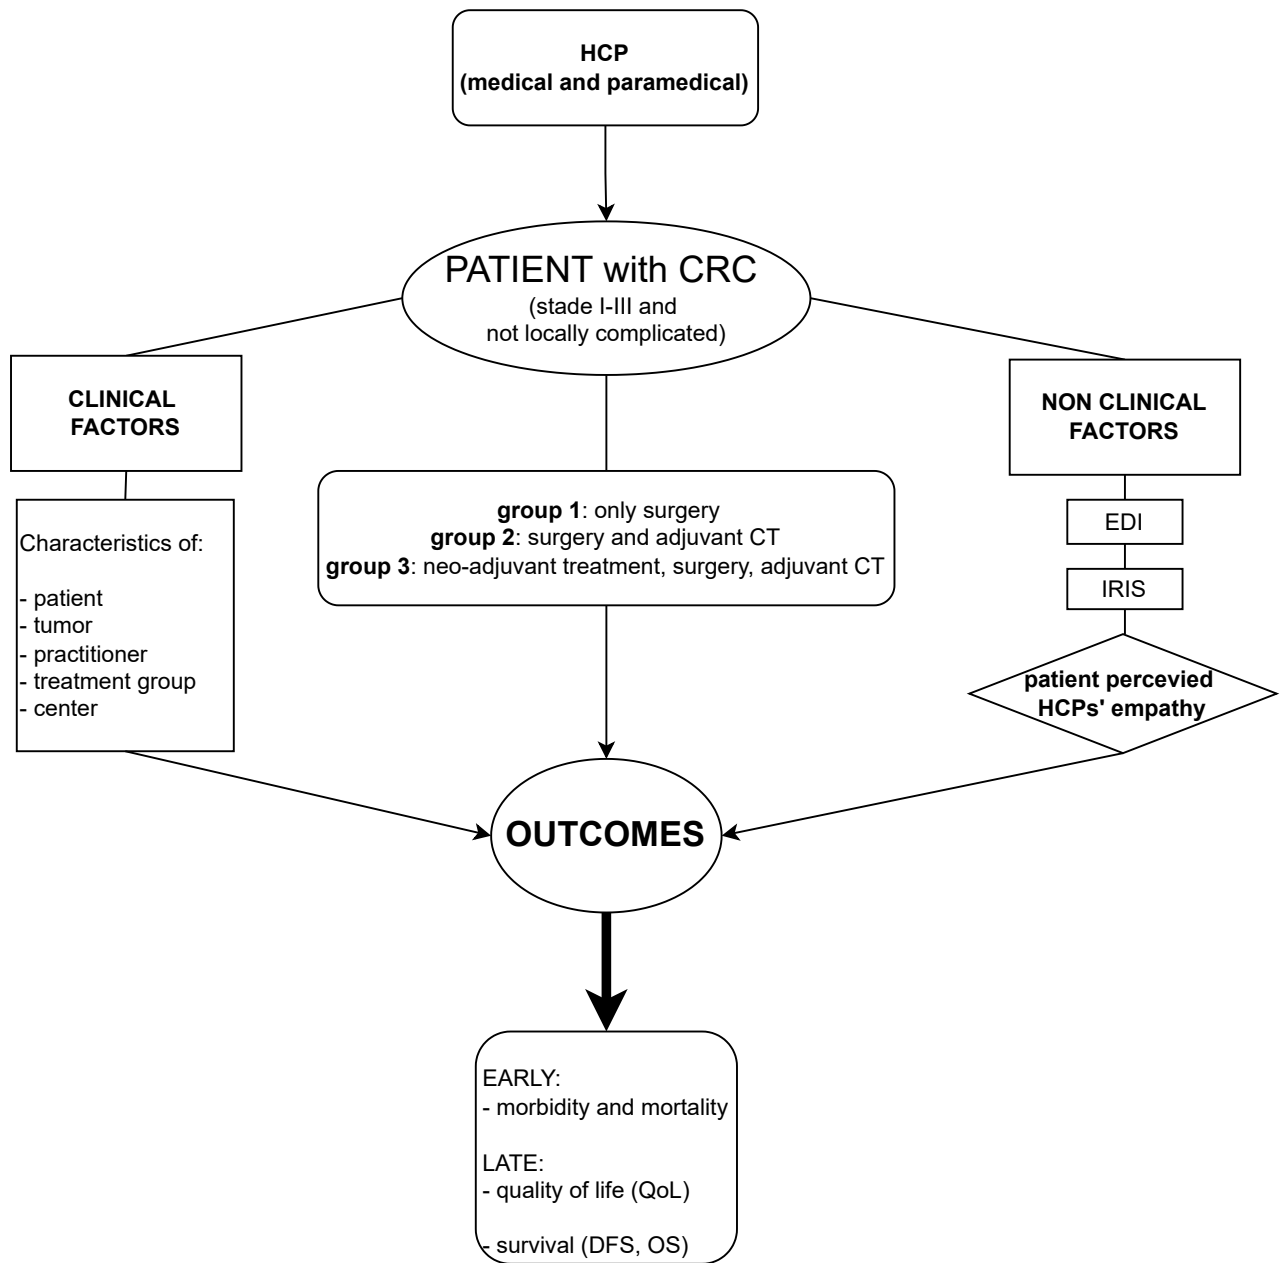 HCP
(medical and paramedical)
PATIENT with CRC
(stade I-III and
not locally complicated)
CLINICAL
FACTORS
Characteristics of:
- patient
- tumor
- practitioner
- treatment group
- center
group 1: only surgery
group 2: surgery and adjuvant CT
group 3: neo-adjuvant treatment, surgery, adjuvant CT
NON CLINICAL
FACTORS
EDI
IRIS
patient percevied
HCPs' empathy
OUTCOMES
EARLY:
- morbidity and mortality
LATE:
- quality of life (QoL)
- survival (DFS, OS)